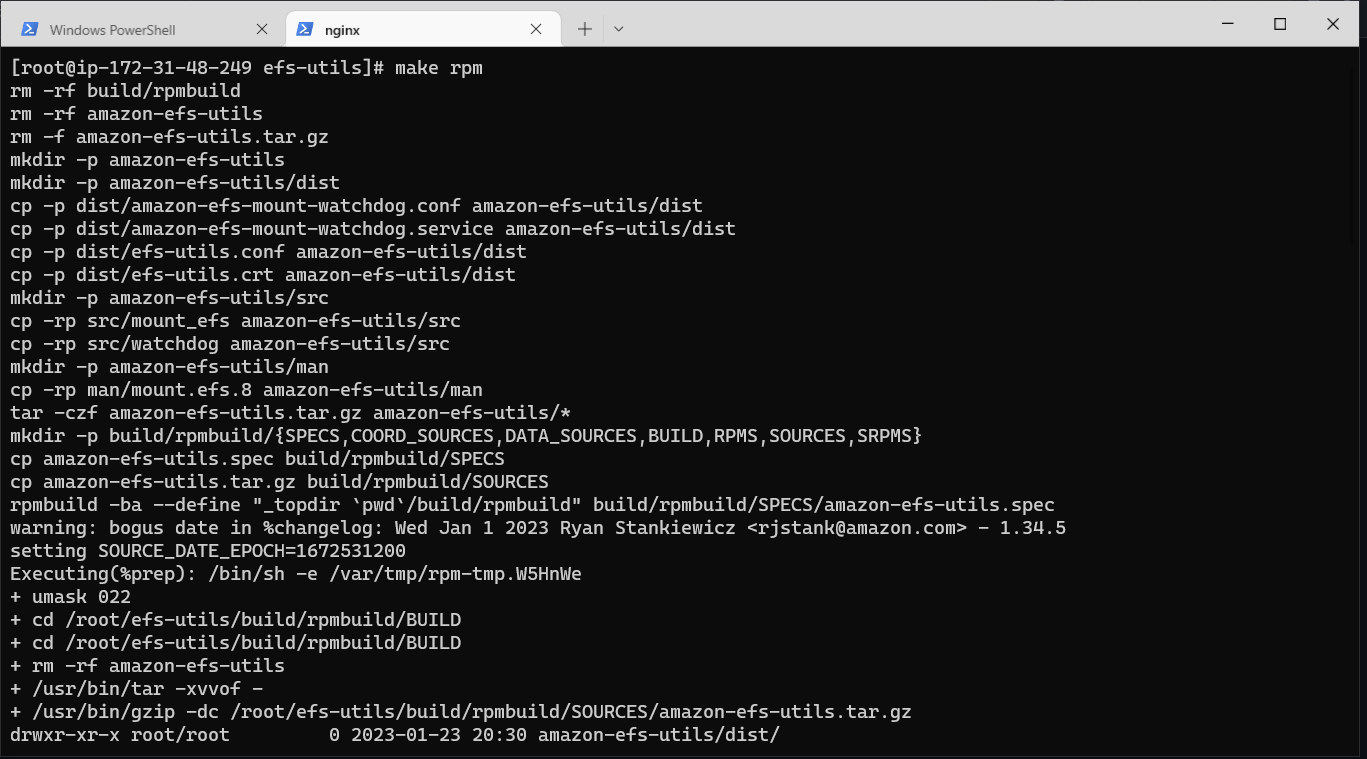 Windows PowerShell
nginx
[root@ip-172-31-48-249 efs-utils]# make rpm
rm -rf build/rpmbuild
rm -rf amazon-efs-utils
rm -f amazon-efs-utils.tar.gz
mkdir -p amazon-efs-utils
mkdir -p amazon-efs-utils/dist
cp -p dist/amazon-efs-mount-watchdog.conf amazon-efs-utils/dist
cp -p dist/amazon-efs-mount-watchdog.service amazon-efs-utils/dist
cp -p dist/efs-utils.conf amazon-efs-utils/dist
cp -p dist/efs-utils.crt amazon-efs-utils/dist
mkdir -p amazon-efs-utils/src
cp -rp src/mount_efs amazon-efs-utils/src
cp -rp src/watchdog amazon-efs-utils/src
mkdir -p amazon-efs-utils/man
cp -rp man/mount.efs.8 amazon-efs-utils/man
tar -czf amazon-efs-utils.tar.gz amazon-efs-utils/*
mkdir -p build/rpmbuild/{SPECS,COORD_SOURCES,DATA_SOURCES,BUILD,RPMS,SOURCES,SRPMS}
cp amazon-efs-utils.spec build/rpmbuild/SPECS
cp amazon-efs-utils.tar.gz build/rpmbuild/SOURCES
rpmbuild -ba --define "_topdir `pwd`/build/rpmbuild" build/rpmbuild/SPECS/amazon-efs-utils.spec
warning: bogus date in %changelog: Wed Jan 1 2023 Ryan Stankiewicz <rjstank@amazon.com> - 1.34.5
setting SOURCE_DATE_EPOCH=1672531200
Executing(%prep): /bin/sh -e /var/tmp/rpm-tmp.W5HnWe
+ umask 022
+ cd /root/efs-utils/build/rpmbuild/BUILD
+ cd /root/efs-utils/build/rpmbuild/BUILD
+ rm -rf amazon-efs-utils
+ /usr/bin/tar -xvvof -
+ /usr/bin/gzip -dc /root/efs-utils/build/rpmbuild/SOURCES/amazon-efs-utils.tar.gz
drwxr-xr-x root/root         0 2023-01-23 20:30 amazon-efs-utils/dist/